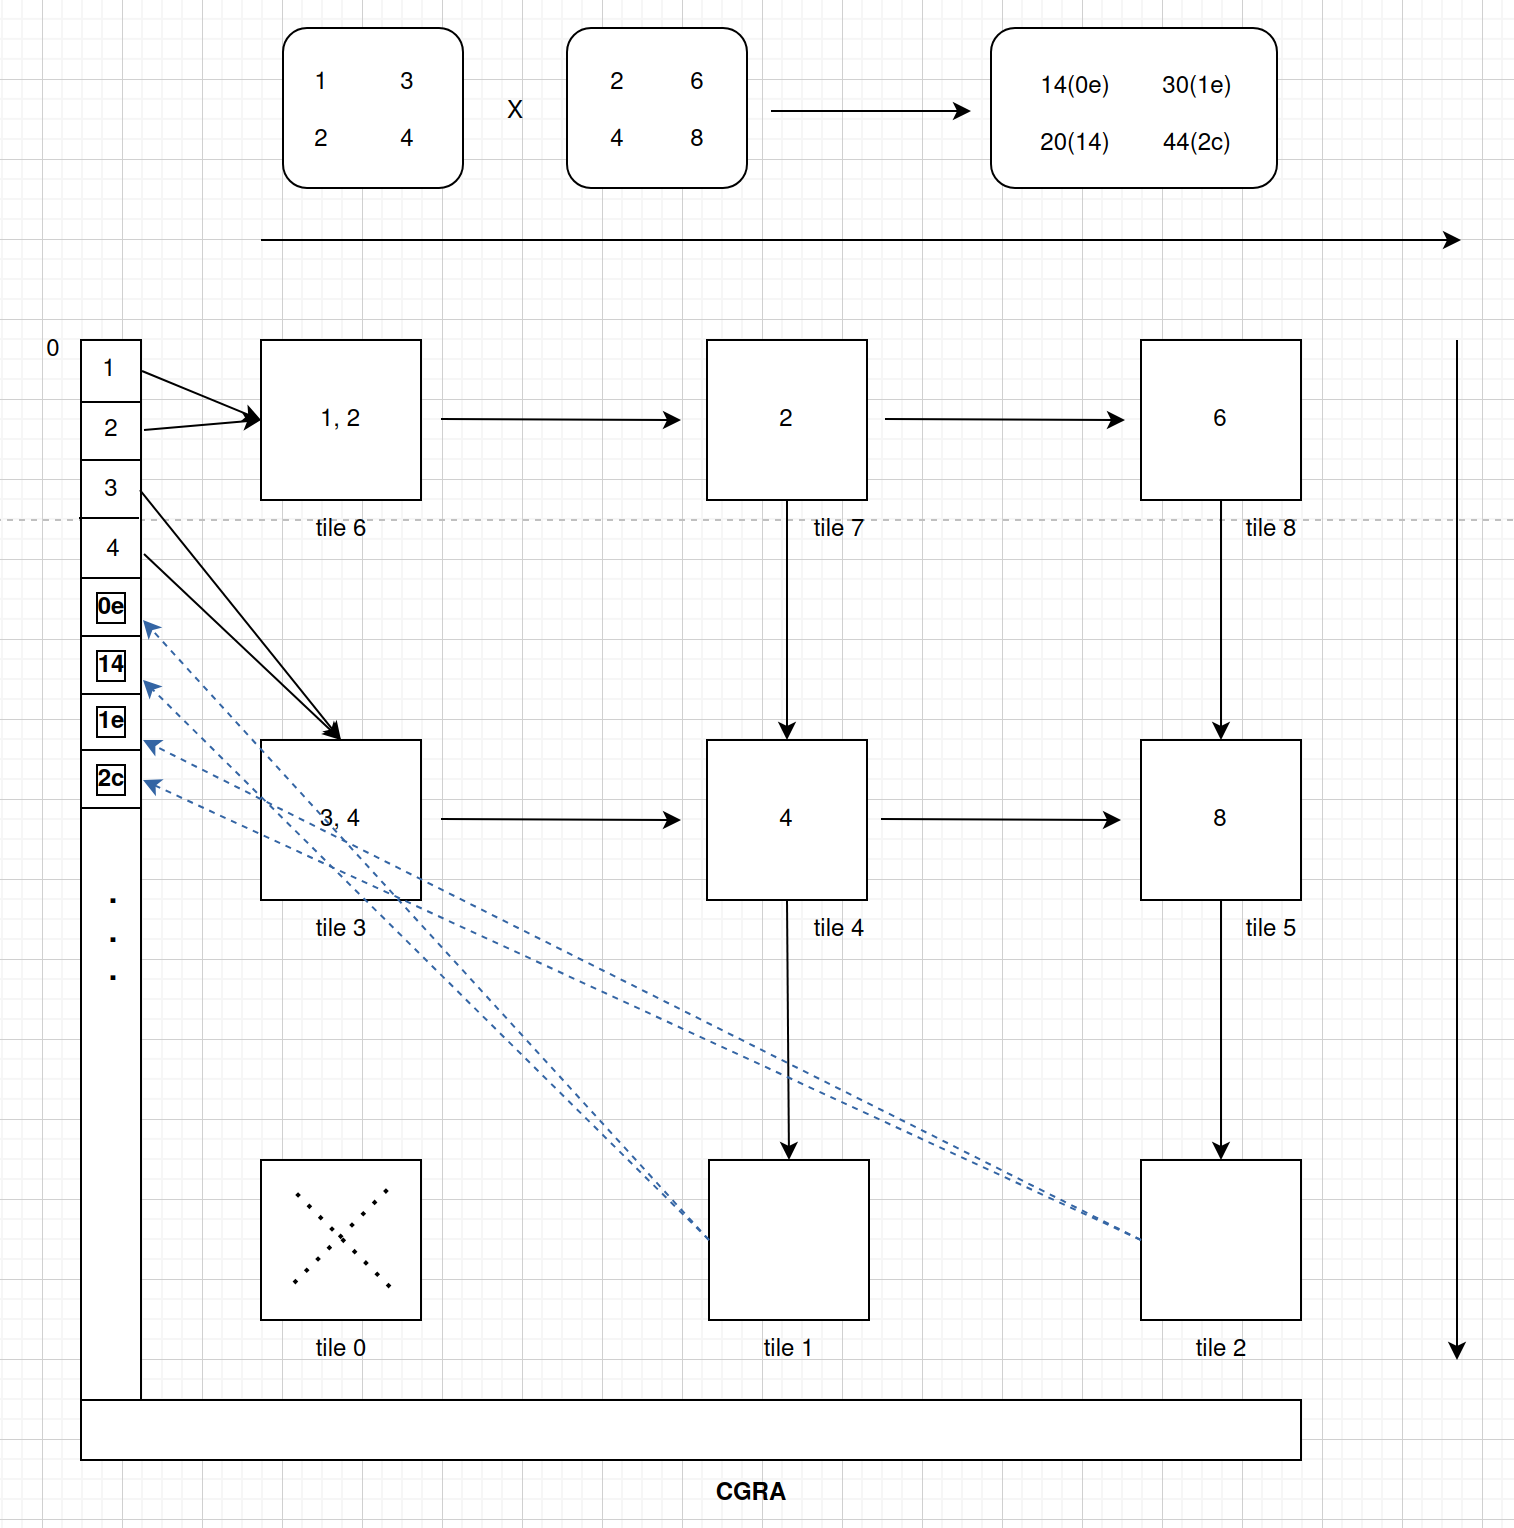 1 3 2 6 14(0e) 30(1e)
X
2 4 4 8 20(14) 44(2c)
0
1
2
3
4
0e
14
1e
2c
.
.
.
1, 2 2 6
tile 6 tile 7 tile 8
3, 4 4 8
tile 3 tile 4 tile 5
tile 0 tile 1 tile 2
CGRA